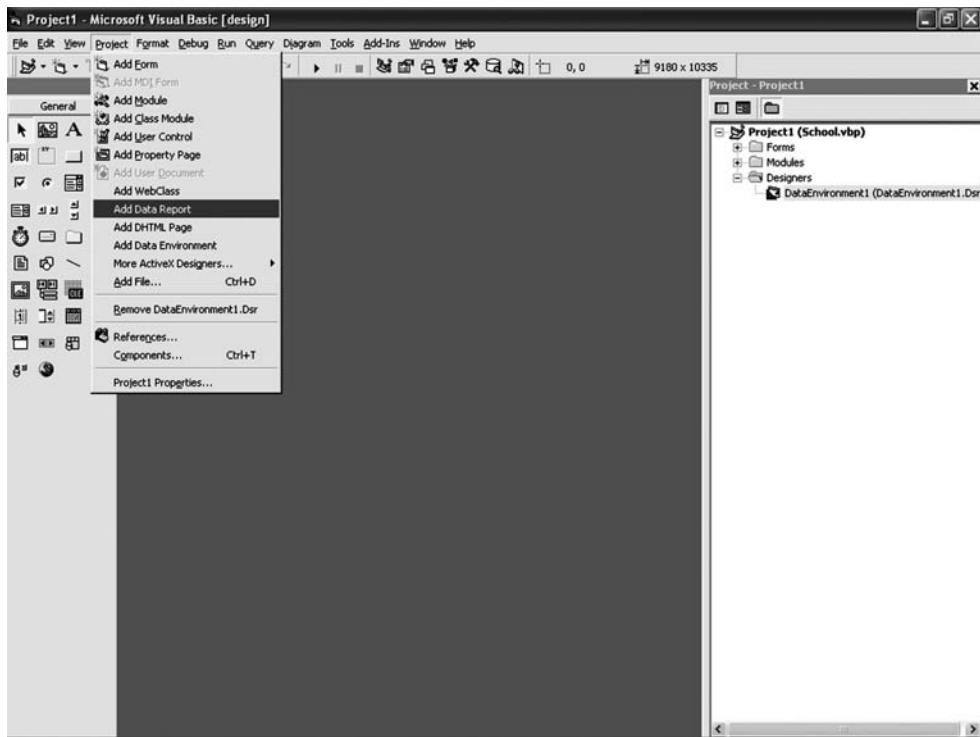 Project1 - Microsoft Visual Basic [design]
File Edit View Project Format Debug Run Query Diagram Tools Add-Ins Window Help
0, 0 9180 x 10335
General
A
ab
xy
OLE
Add Form
Add MDI Form
Add Module
Add Class Module
Add User Control
Add Property Page
Add User Document
Add WebClass
Add Data Report
Add DHTML Page
Add Data Environment
More ActiveX Designers...
Add File... Ctrl+D
Remove DataEnvironment1.Dsr
References...
Components... Ctrl+T
Project1 Properties...
Project - Project1
Project1 (School.vbp)
Forms
Modules
Designers
DataEnvironment1 (DataEnvironment1.Dsr